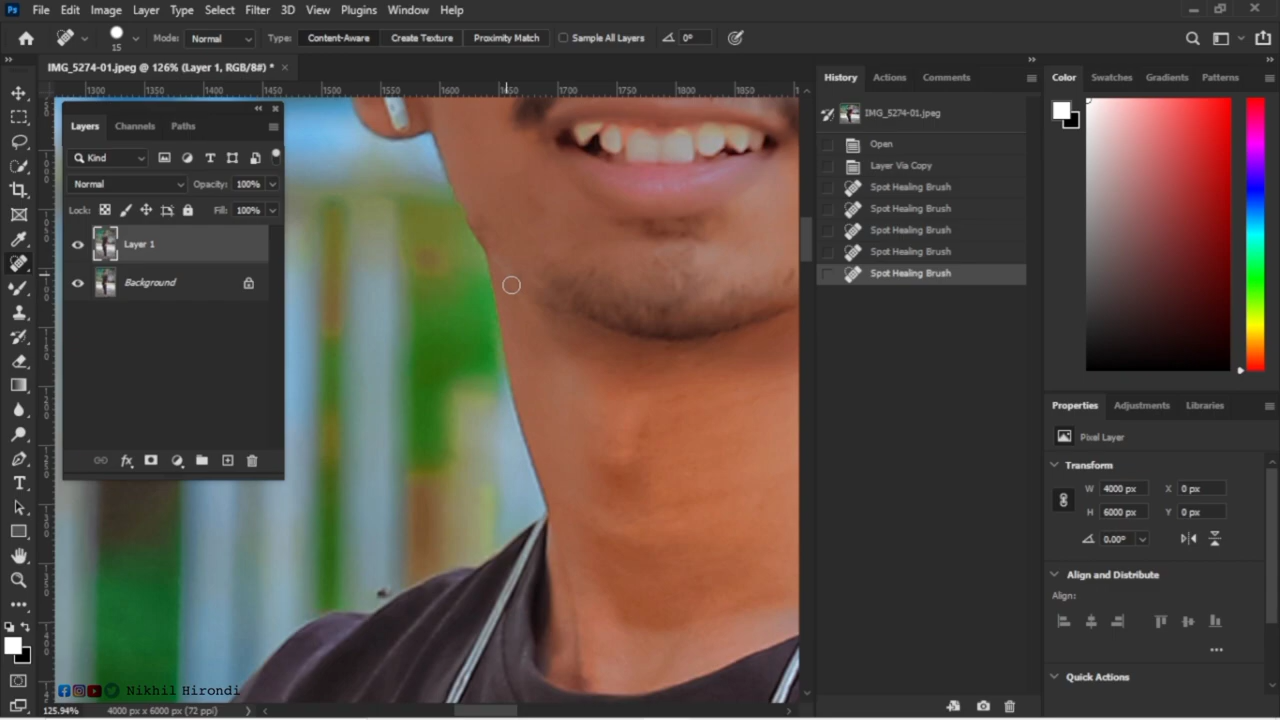 Ps File Edit Image Layer Type Select Filter 3D View Plugins Window Help
15 Mode: Normal Type: Content-Aware Create Texture Proximity Match Sample All Layers 0°
IMG_5274-01.jpeg @ 126% (Layer 1, RGB/8#) *
1300 1350 1400 1450 1500 1550 1600 1650 1700 1750 1800 1850
Layers Channels Paths
Kind
Normal Opacity: 100%
Lock: Fill: 100%
Layer 1
Background
History Actions Comments
IMG_5274-01.jpeg
Open
Layer Via Copy
Spot Healing Brush
Spot Healing Brush
Spot Healing Brush
Spot Healing Brush
Spot Healing Brush
Color Swatches Gradients Patterns
Properties Adjustments Libraries
Pixel Layer
Transform
W 4000 px X 0 px
H 6000 px Y 0 px
0.00°
Align and Distribute
Align:
Quick Actions
Nikhil Hirondi
125.94% 4000 px x 6000 px (72 ppi)